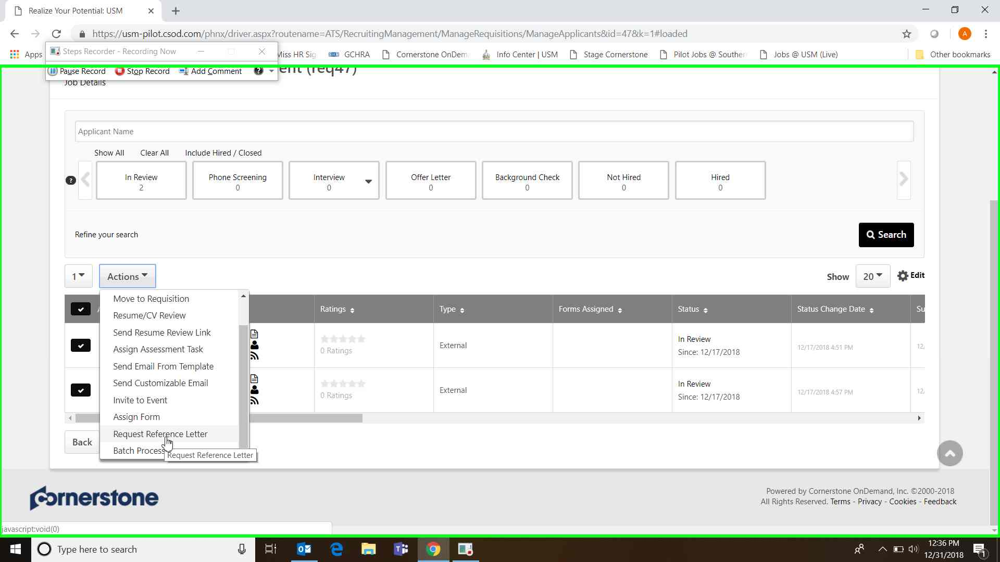 Realize Your Potential: USM
https://usm-pilot.csod.com/phnx/driver.aspx?routename=ATS/RecruitingManagement/ManageRequisitions/ManageApplicants&id=47&k=1#loaded
A
Apps
Steps Recorder - Recording Now
Miss HR Sig
GCHRA
Cornerstone OnDem
Info Center | USM
Stage Cornerstone
Pilot Jobs @ Souther
Jobs @ USM (Live)
Other bookmarks
Pause Record
Stop Record
Add Comment
ent (req47)
Job Details
Applicant Name
Show All
Clear All
Include Hired / Closed
?
In Review
2
Phone Screening
0
Interview
0
Offer Letter
0
Background Check
0
Not Hired
0
Hired
0
Refine your search
Search
1
Actions
Show
20
Edit
Move to Requisition
Resume/CV Review
Send Resume Review Link
Assign Assessment Task
Send Email From Template
Send Customizable Email
Invite to Event
Assign Form
Request Reference Letter
Batch Process
Request Reference Letter
Ratings
Type
Forms Assigned
Status
Status Change Date
Su
0 Ratings
External
In Review
Since: 12/17/2018
12/17/2018 4:51 PM
12,
0 Ratings
External
In Review
Since: 12/17/2018
12/17/2018 4:57 PM
12,
Back
cornerstone
Powered by Cornerstone OnDemand, Inc. ©2000-2018
All Rights Reserved. Terms - Privacy - Cookies - Feedback
javascript:void(0)
Type here to search
12:36 PM
12/31/2018
1